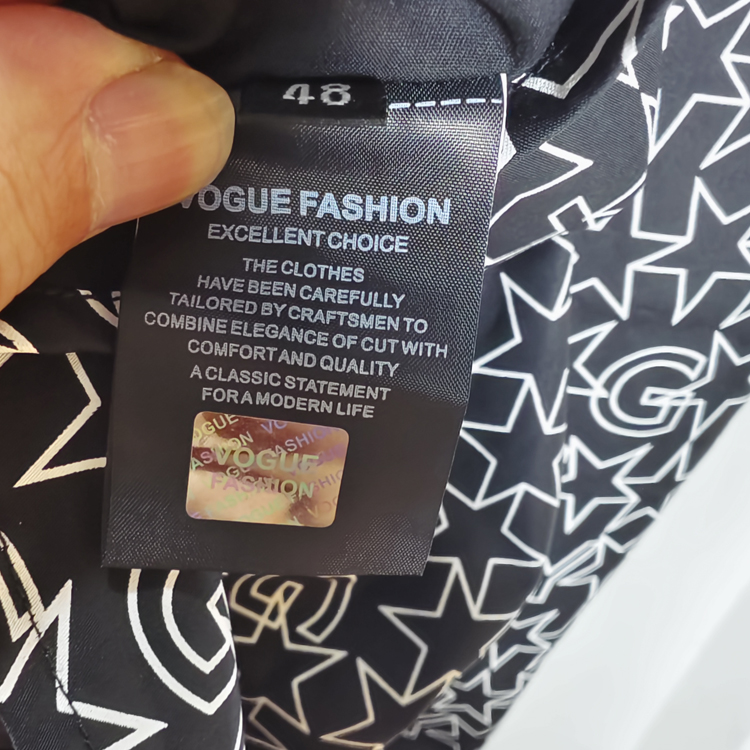 48
VOGUE FASHION
EXCELLENT CHOICE
THE CLOTHES
HAVE BEEN CAREFULLY
TAILORED BY CRAFTSMEN TO
COMBINE ELEGANCE OF CUT WITH
COMFORT AND QUALITY
A CLASSIC STATEMENT
FOR A MODERN LIFE
VOGUE
FASHION
G
G